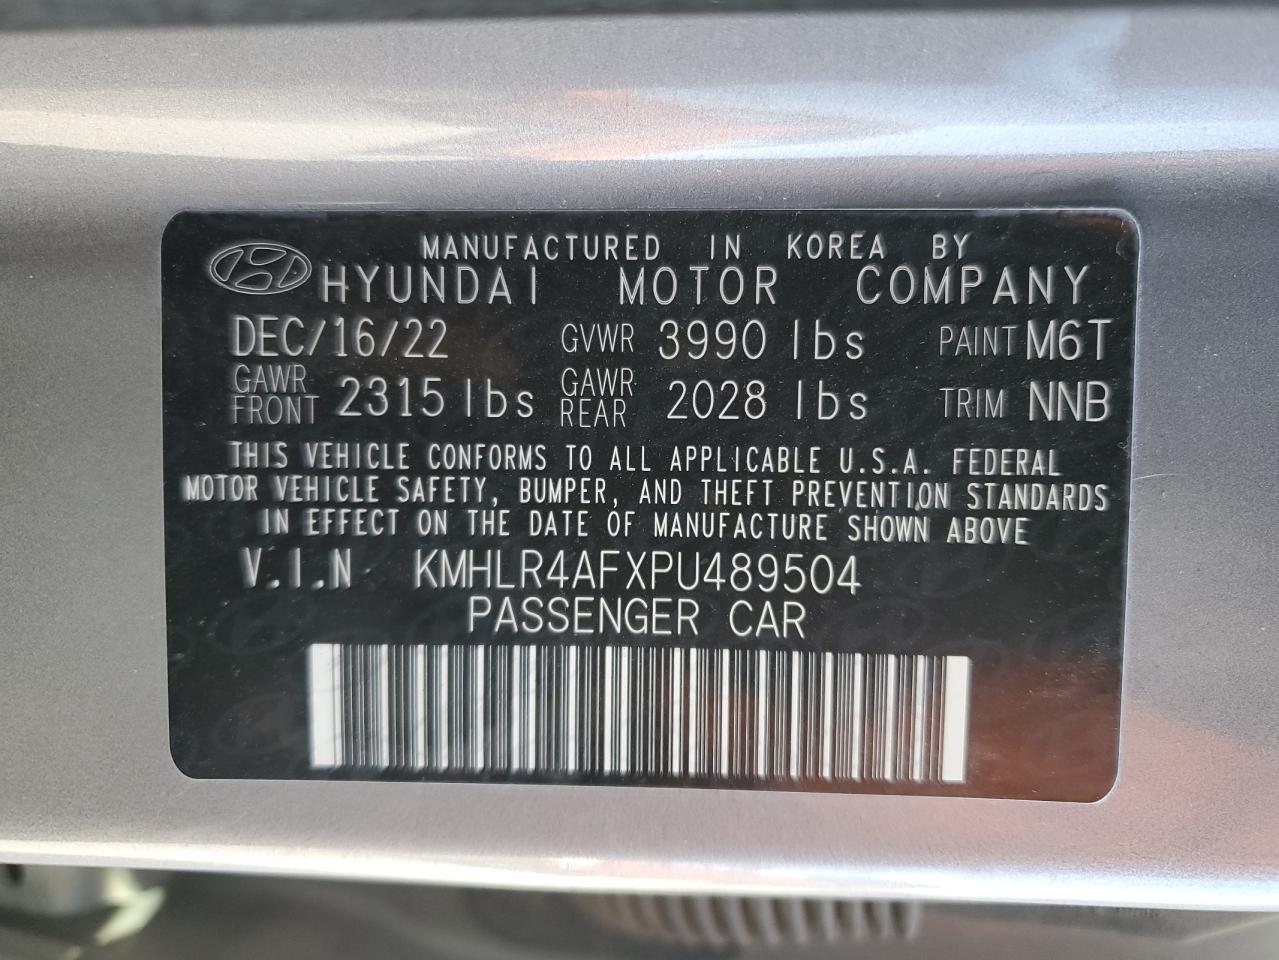 MANUFACTURED IN KOREA BY
HYUNDAI MOTOR COMPANY
DEC/16/22 GVWR 3990 lbs PAINT M6T
GAWR FRONT 2315 lbs GAWR REAR 2028 lbs TRIM NNB
THIS VEHICLE CONFORMS TO ALL APPLICABLE U.S.A. FEDERAL
MOTOR VEHICLE SAFETY, BUMPER, AND THEFT PREVENTION STANDARDS
IN EFFECT ON THE DATE OF MANUFACTURE SHOWN ABOVE
V.I.N KMHLR4AFXPU489504
PASSENGER CAR